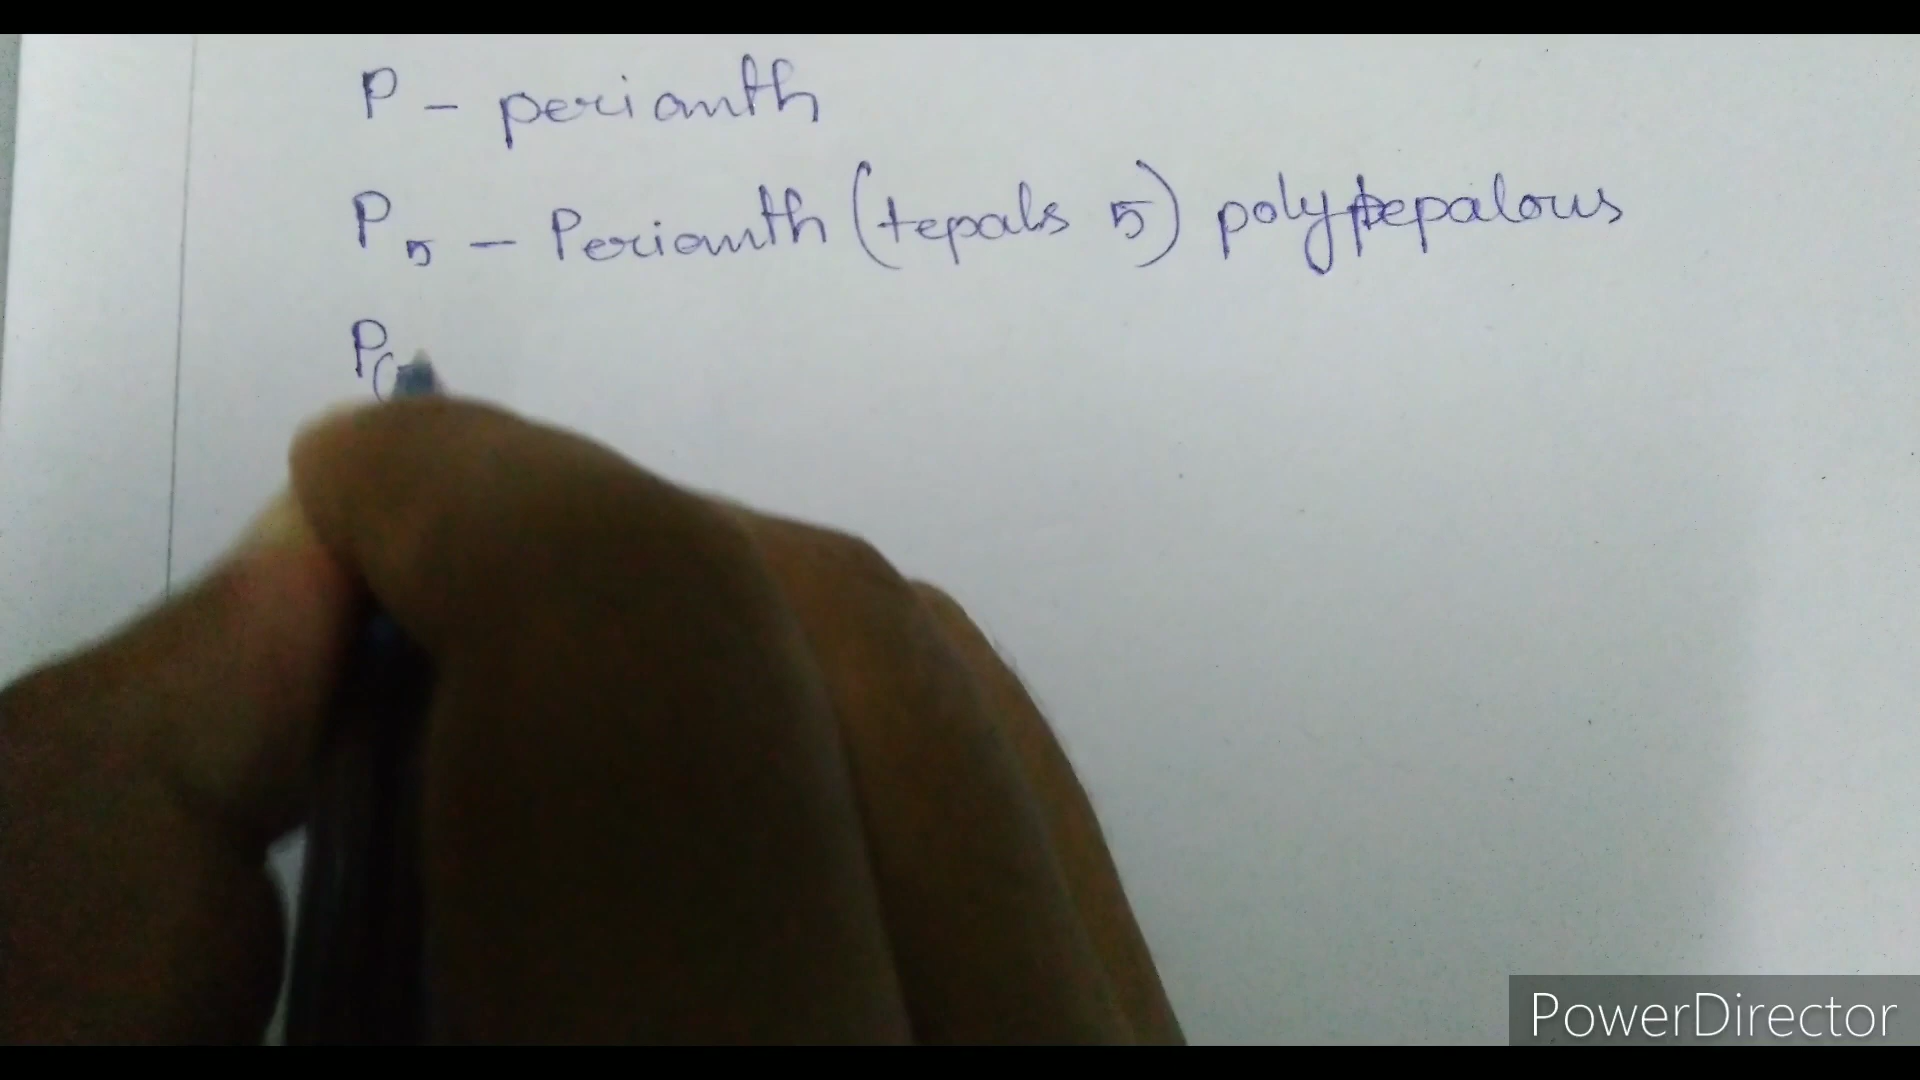 P - perianth
P5 - Perianth (tepals 5) polytepalous
P(
PowerDirector